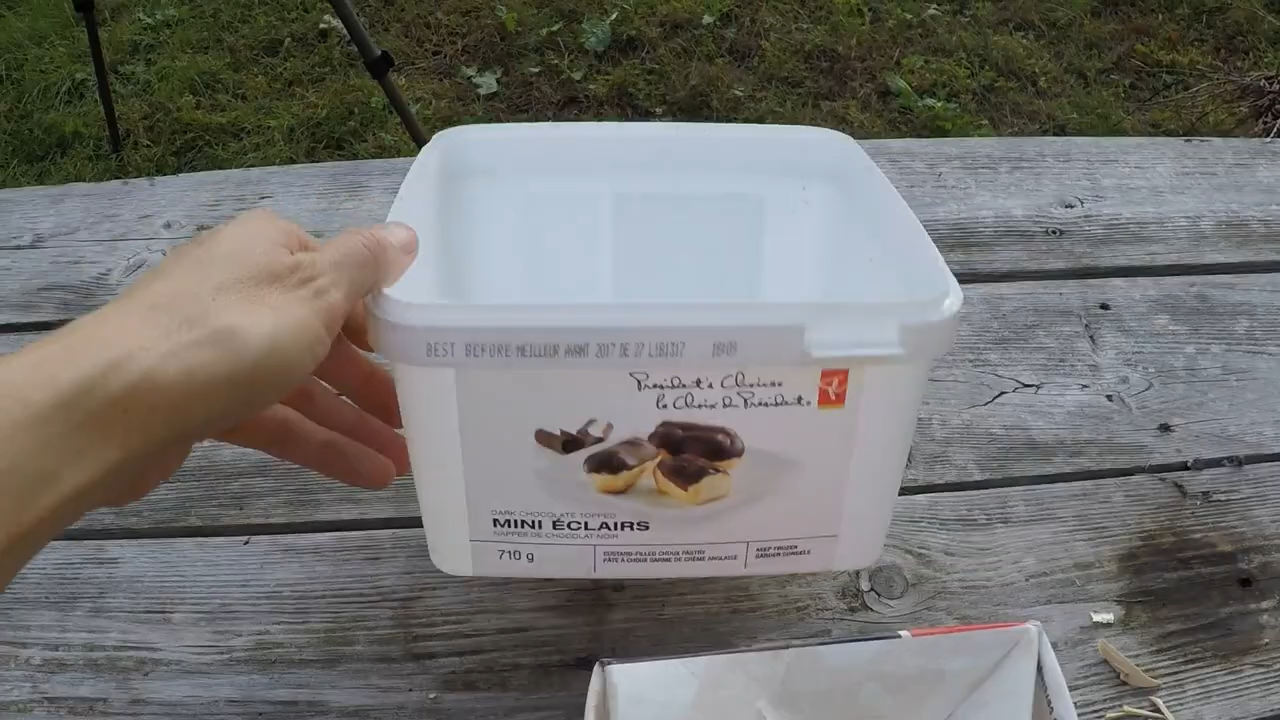 BEST BEFORE/MEILLEUR AVANT 2017 DE 27 L181317
President's Choice
le Choix du Président
DARK CHOCOLATE TOPPED
MINI ÉCLAIRS
NAPPÉR DE CHOCOLAT NOIR
710 g
CUSTARD-FILLED CHOUX PASTRY
PÂTE À CHOUX GARNIE DE CRÈME ANGLAISE
KEEP FROZEN
GARDER CONGELÉ